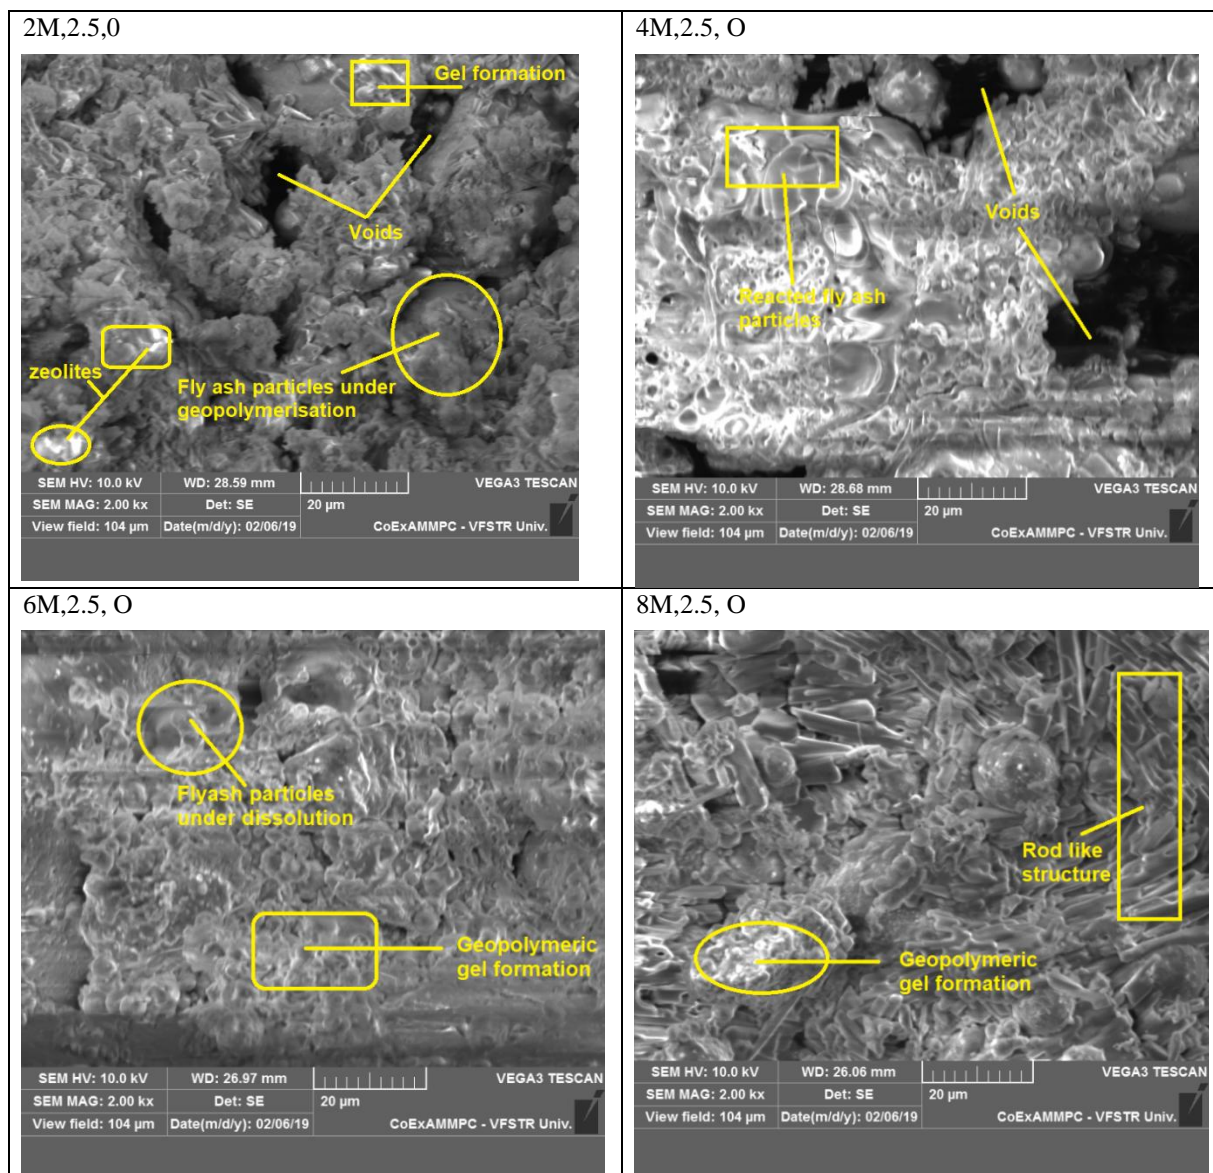 2M,2.5,0
Gel formation
Voids
zeolites
Fly ash particles under
geopolymerisation
SEM HV: 10.0 kV WD: 28.59 mm VEGA3 TESCAN
SEM MAG: 2.00 kx Det: SE 20 µm
View field: 104 µm Date(m/d/y): 02/06/19 CoExAMMPC - VFSTR Univ.
4M,2.5, O
Voids
Reacted fly ash
particles
SEM HV: 10.0 kV WD: 28.68 mm VEGA3 TESCAN
SEM MAG: 2.00 kx Det: SE 20 µm
View field: 104 µm Date(m/d/y): 02/06/19 CoExAMMPC - VFSTR Univ.
6M,2.5, O
Flyash particles
under dissolution
Geopolymeric
gel formation
SEM HV: 10.0 kV WD: 26.97 mm VEGA3 TESCAN
SEM MAG: 2.00 kx Det: SE 20 µm
View field: 104 µm Date(m/d/y): 02/06/19 CoExAMMPC - VFSTR Univ.
8M,2.5, O
Rod like
structure
Geopolymeric
gel formation
SEM HV: 10.0 kV WD: 26.06 mm VEGA3 TESCAN
SEM MAG: 2.00 kx Det: SE 20 µm
View field: 104 µm Date(m/d/y): 02/06/19 CoExAMMPC - VFSTR Univ.